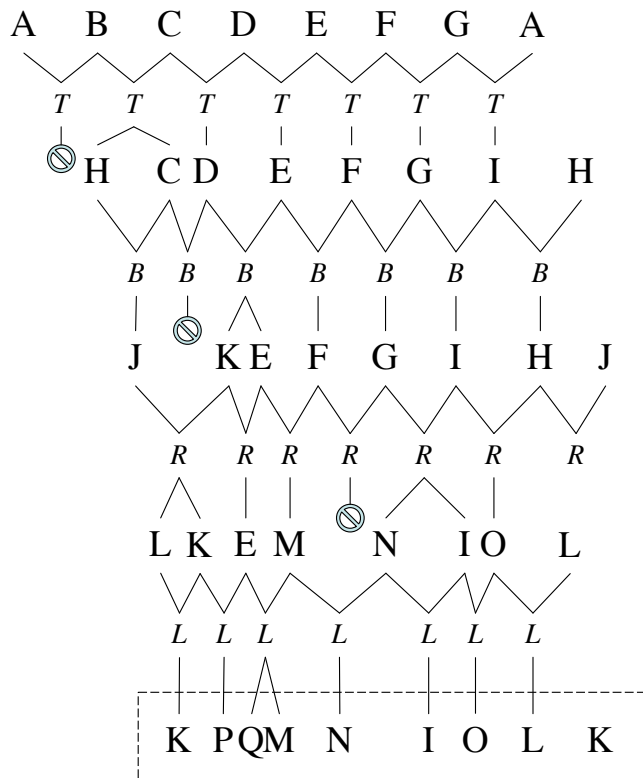 A B C D E F G A
T T T T T T T
H C D E F G I H
B B B B B B B
J K E F G I H J
R R R R R R R
L K E M N I O L
L L L L L L L
K P Q M N I O L K